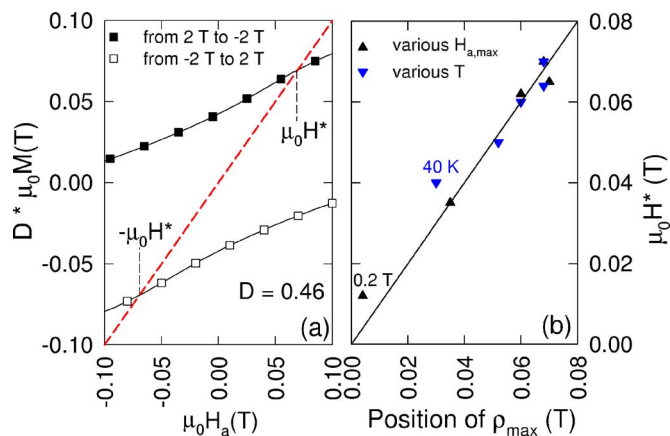 from 2 T to -2 T
from -2 T to 2 T
μ₀H*
-μ₀H*
D = 0.46
(a)
D * μ₀M(T)
0.10
0.05
0.00
-0.05
-0.10
-0.10
-0.05
0.00
0.05
0.10
μ₀Hₐ(T)
various Hₐ,ₘₐₓ
various T
40 K
0.2 T
(b)
0.00
0.02
0.04
0.06
0.08
Position of ρₘₐₓ (T)
0.08
0.06
0.04
0.02
0.00
μ₀H* (T)